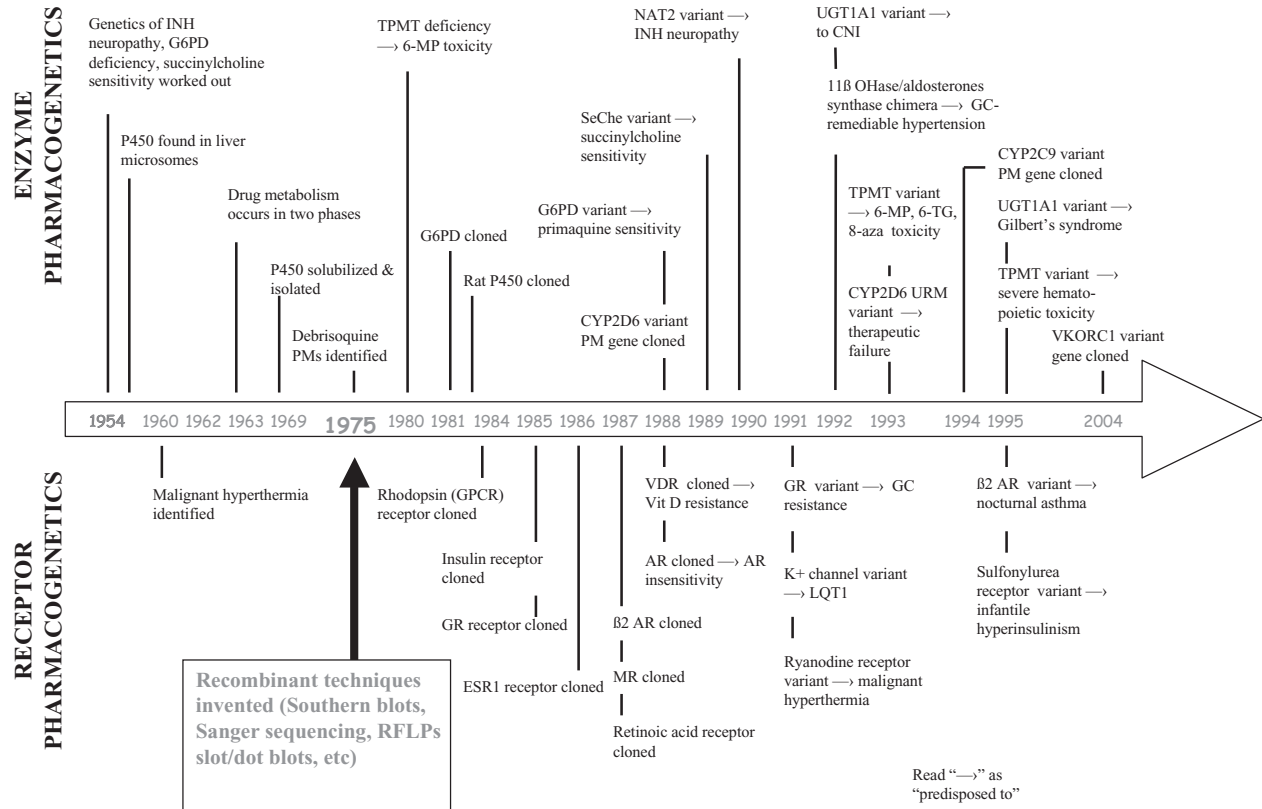 ENZYME
PHARMACOGENETICS
Genetics of INH
neuropathy, G6PD
deficiency, succinylcholine
sensitivity worked out
P450 found in liver
microsomes
Drug metabolism
occurs in two phases
P450 solubilized &
isolated
Debrisoquine
PMs identified
TPMT deficiency
—› 6-MP toxicity
G6PD cloned
Rat P450 cloned
G6PD variant —›
primaquine sensitivity
CYP2D6 variant
PM gene cloned
SeChe variant —›
succinylcholine
sensitivity
NAT2 variant —›
INH neuropathy
UGT1A1 variant —›
to CNI
11ß OHase/aldosterones
synthase chimera —› GC-
remediable hypertension
TPMT variant
—› 6-MP, 6-TG,
8-aza toxicity
CYP2D6 URM
variant —›
therapeutic
failure
CYP2C9 variant
PM gene cloned
UGT1A1 variant —›
Gilbert’s syndrome
TPMT variant —›
severe hemato-
poietic toxicity
VKORC1 variant
gene cloned
1954 1960 1962 1963 1969 1975 1980 1981 1984 1985 1986 1987 1988 1989 1990 1991 1992 1993 1994 1995 2004
RECEPTOR
PHARMACOGENETICS
Malignant hyperthermia
identified
Recombinant techniques
invented (Southern blots,
Sanger sequencing, RFLPs
slot/dot blots, etc)
Rhodopsin (GPCR)
receptor cloned
Insulin receptor
cloned
GR receptor cloned
ESR1 receptor cloned
ß2 AR cloned
MR cloned
Retinoic acid receptor
cloned
VDR cloned —›
Vit D resistance
AR cloned —› AR
insensitivity
GR variant —› GC
resistance
K+ channel variant
—› LQT1
Ryanodine receptor
variant —› malignant
hyperthermia
ß2 AR variant —›
nocturnal asthma
Sulfonylurea
receptor variant —›
infantile
hyperinsulinism
Read “—›” as
“predisposed to”